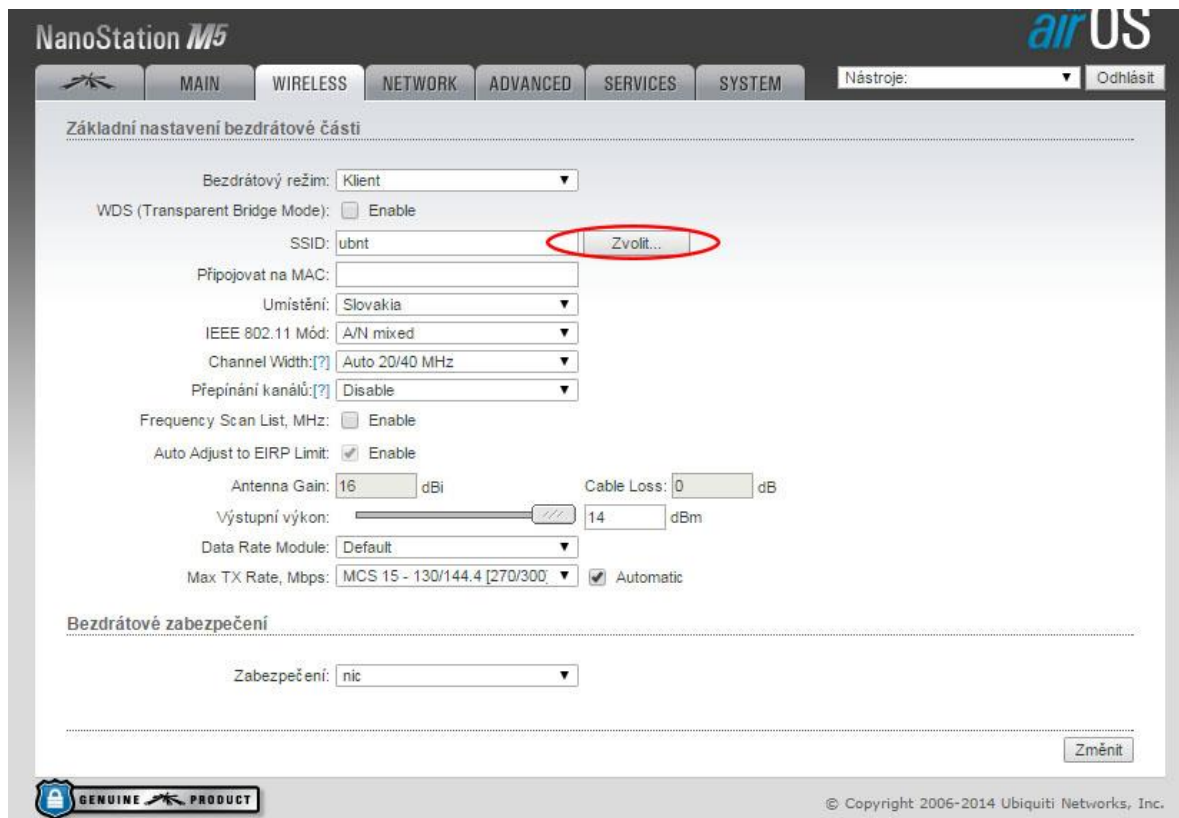 NanoStation M5
airOS
MAIN WIRELESS NETWORK ADVANCED SERVICES SYSTEM Nástroje: Odhlásit
Základní nastavení bezdrátové části
Bezdrátový režim: Klient
WDS (Transparent Bridge Mode): Enable
SSID: ubnt Zvolit...
Připojovat na MAC:
Umístění: Slovakia
IEEE 802.11 Mód: A/N mixed
Channel Width:[?] Auto 20/40 MHz
Přepínání kanálů:[?] Disable
Frequency Scan List, MHz: Enable
Auto Adjust to EIRP Limit: Enable
Antenna Gain: 16 dBi Cable Loss: 0 dB
Výstupní výkon: 14 dBm
Data Rate Module: Default
Max TX Rate, Mbps: MCS 15 - 130/144.4 [270/300] Automatic
Bezdrátové zabezpečení
Zabezpečení: nic
Změnit
GENUINE PRODUCT
© Copyright 2006-2014 Ubiquiti Networks, Inc.